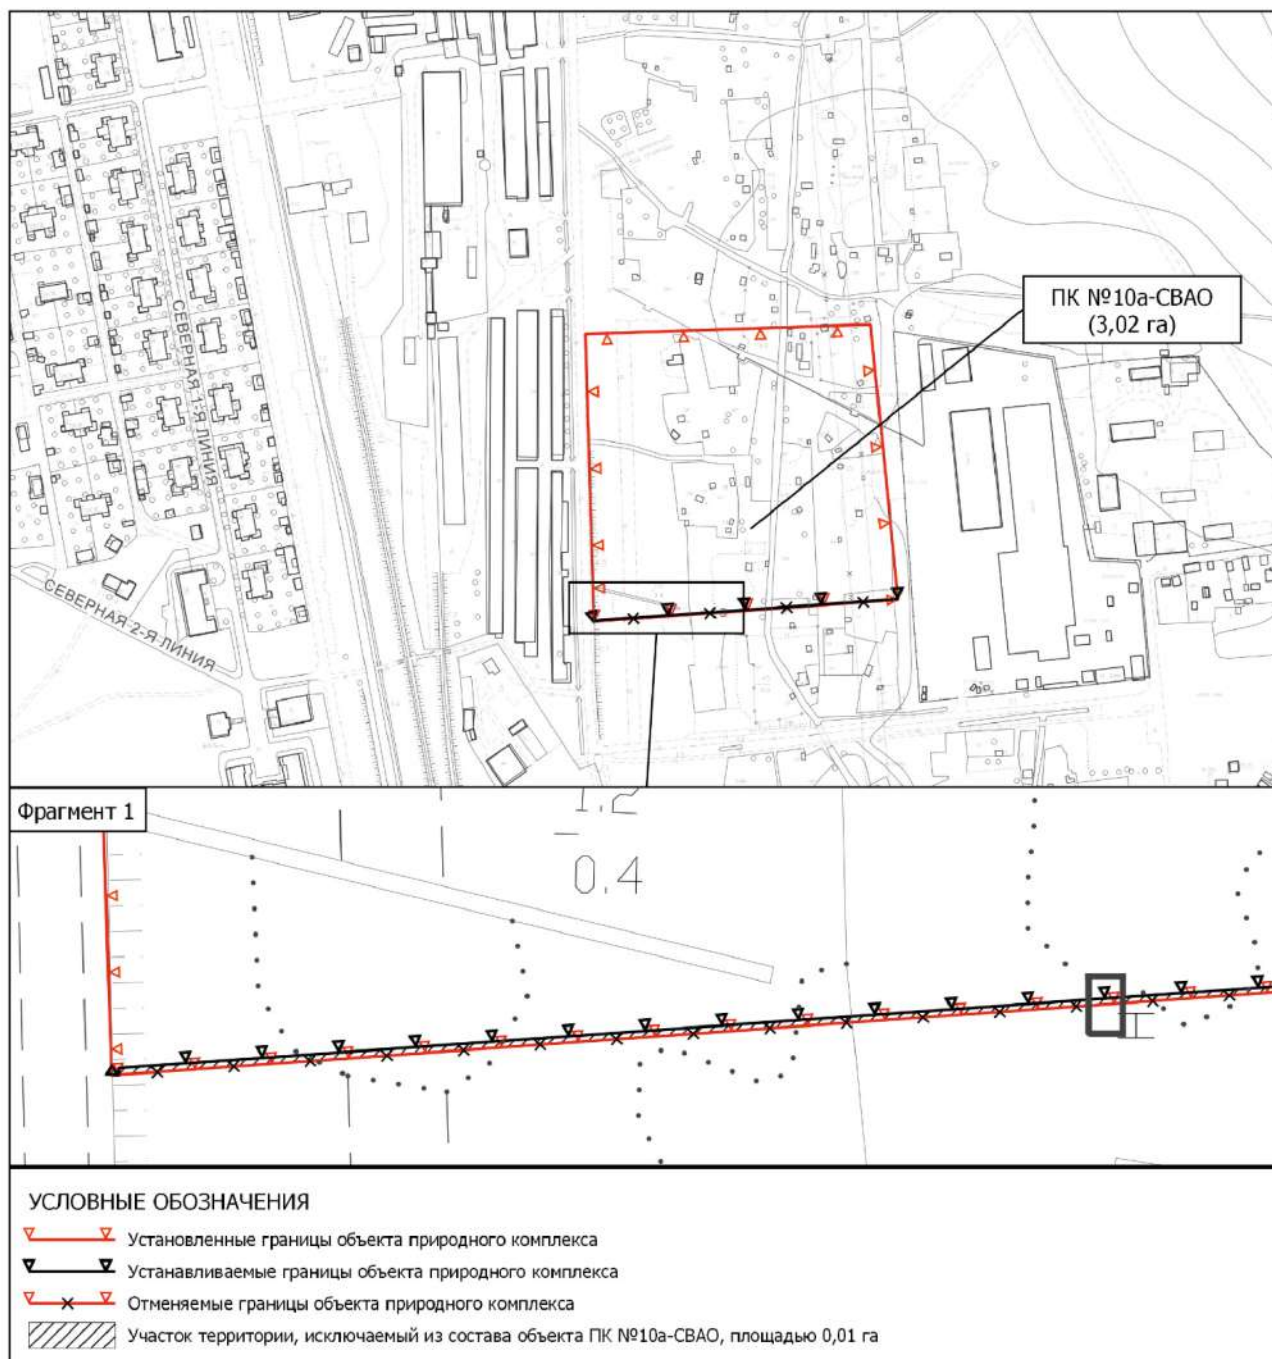 ПК №10а-СВАО
(3,02 га)
СЕВЕРНАЯ 1-Я ЛИНИЯ
СЕВЕРНАЯ 2-Я ЛИНИЯ
Фрагмент 1
0.4
УСЛОВНЫЕ ОБОЗНАЧЕНИЯ
Установленные границы объекта природного комплекса
Устанавливаемые границы объекта природного комплекса
Отменяемые границы объекта природного комплекса
Участок территории, исключаемый из состава объекта ПК №10а-СВАО, площадью 0,01 га